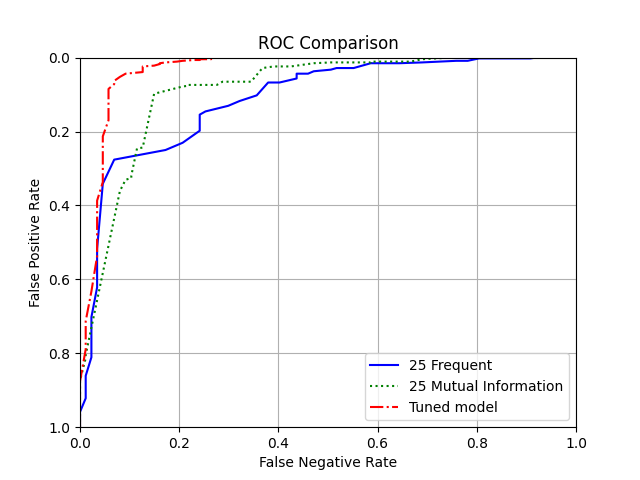 ROC Comparison
False Positive Rate
0.0
0.2
0.4
0.6
0.8
1.0
25 Frequent
25 Mutual Information
Tuned model
0.0 0.2 0.4 0.6 0.8 1.0
False Negative Rate